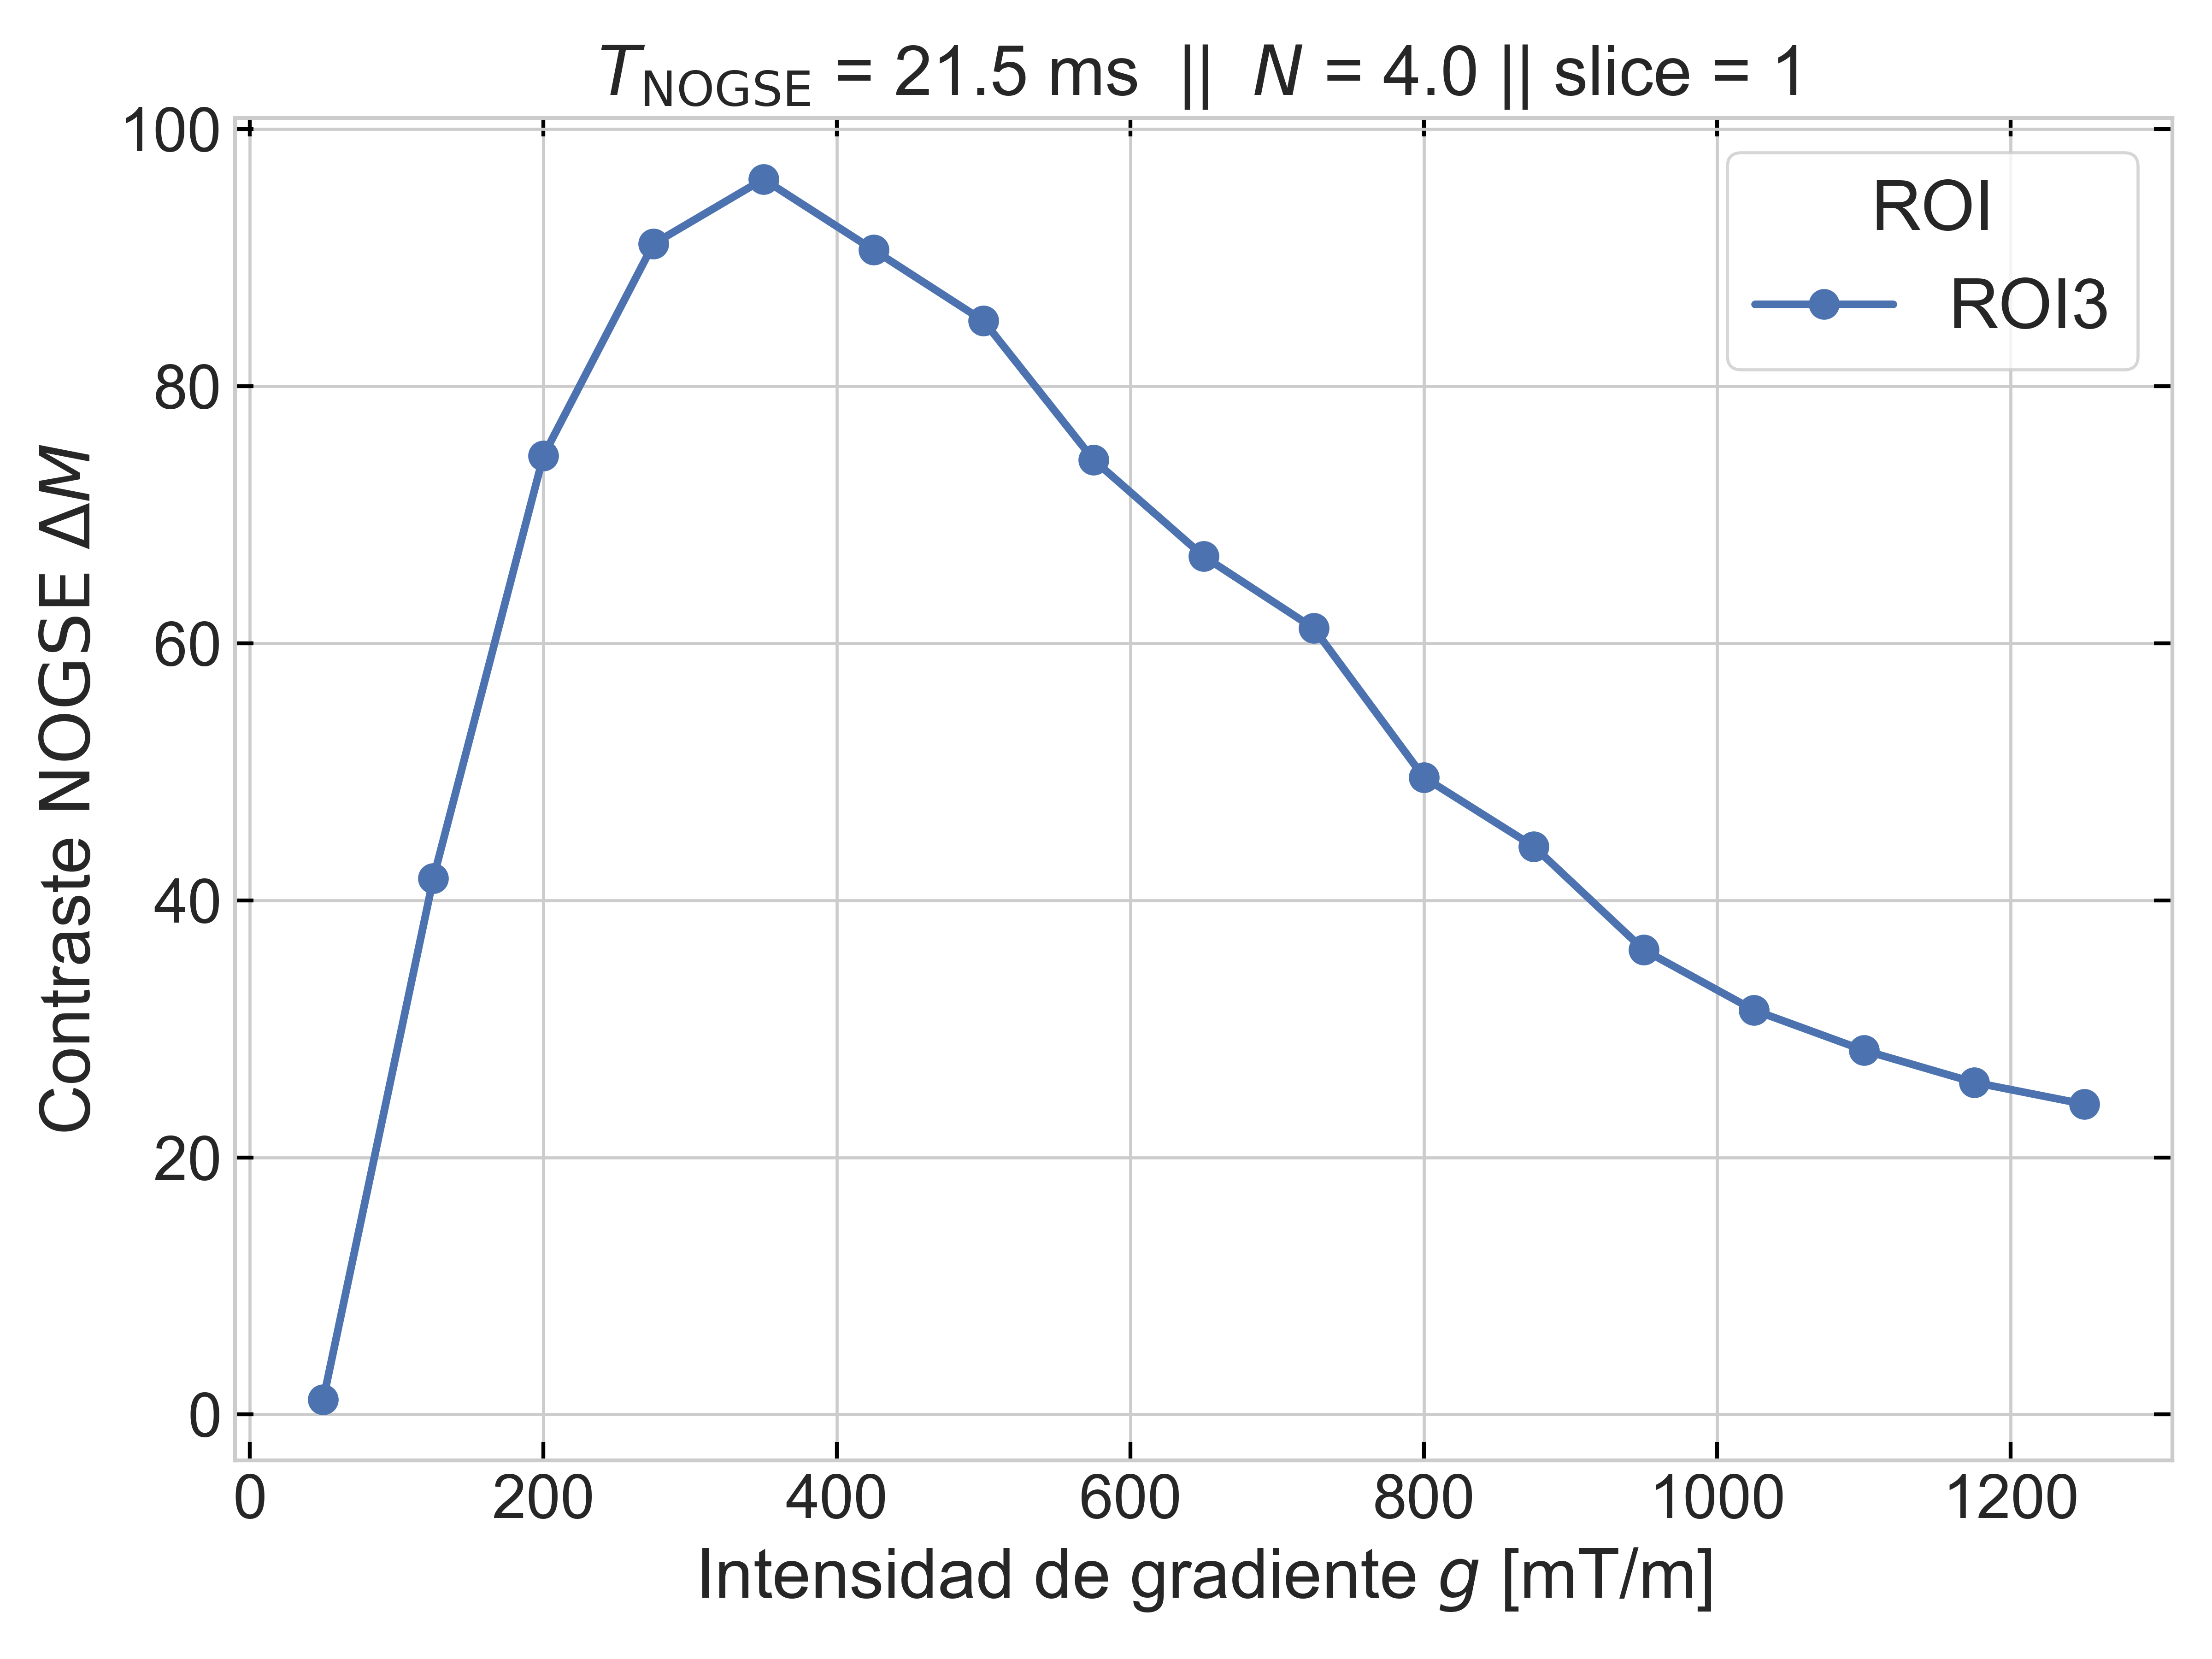 T_NOGSE = 21.5 ms || N = 4.0 || slice = 1
100
80
60
40
20
0
Contraste NOGSE ΔM
ROI
ROI3
0 200 400 600 800 1000 1200
Intensidad de gradiente g [mT/m]